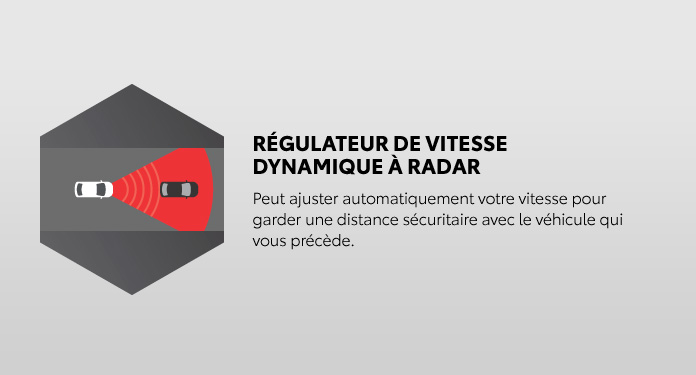 RÉGULATEUR DE VITESSE
DYNAMIQUE À RADAR
Peut ajuster automatiquement votre vitesse pour
garder une distance sécuritaire avec le véhicule qui
vous précède.